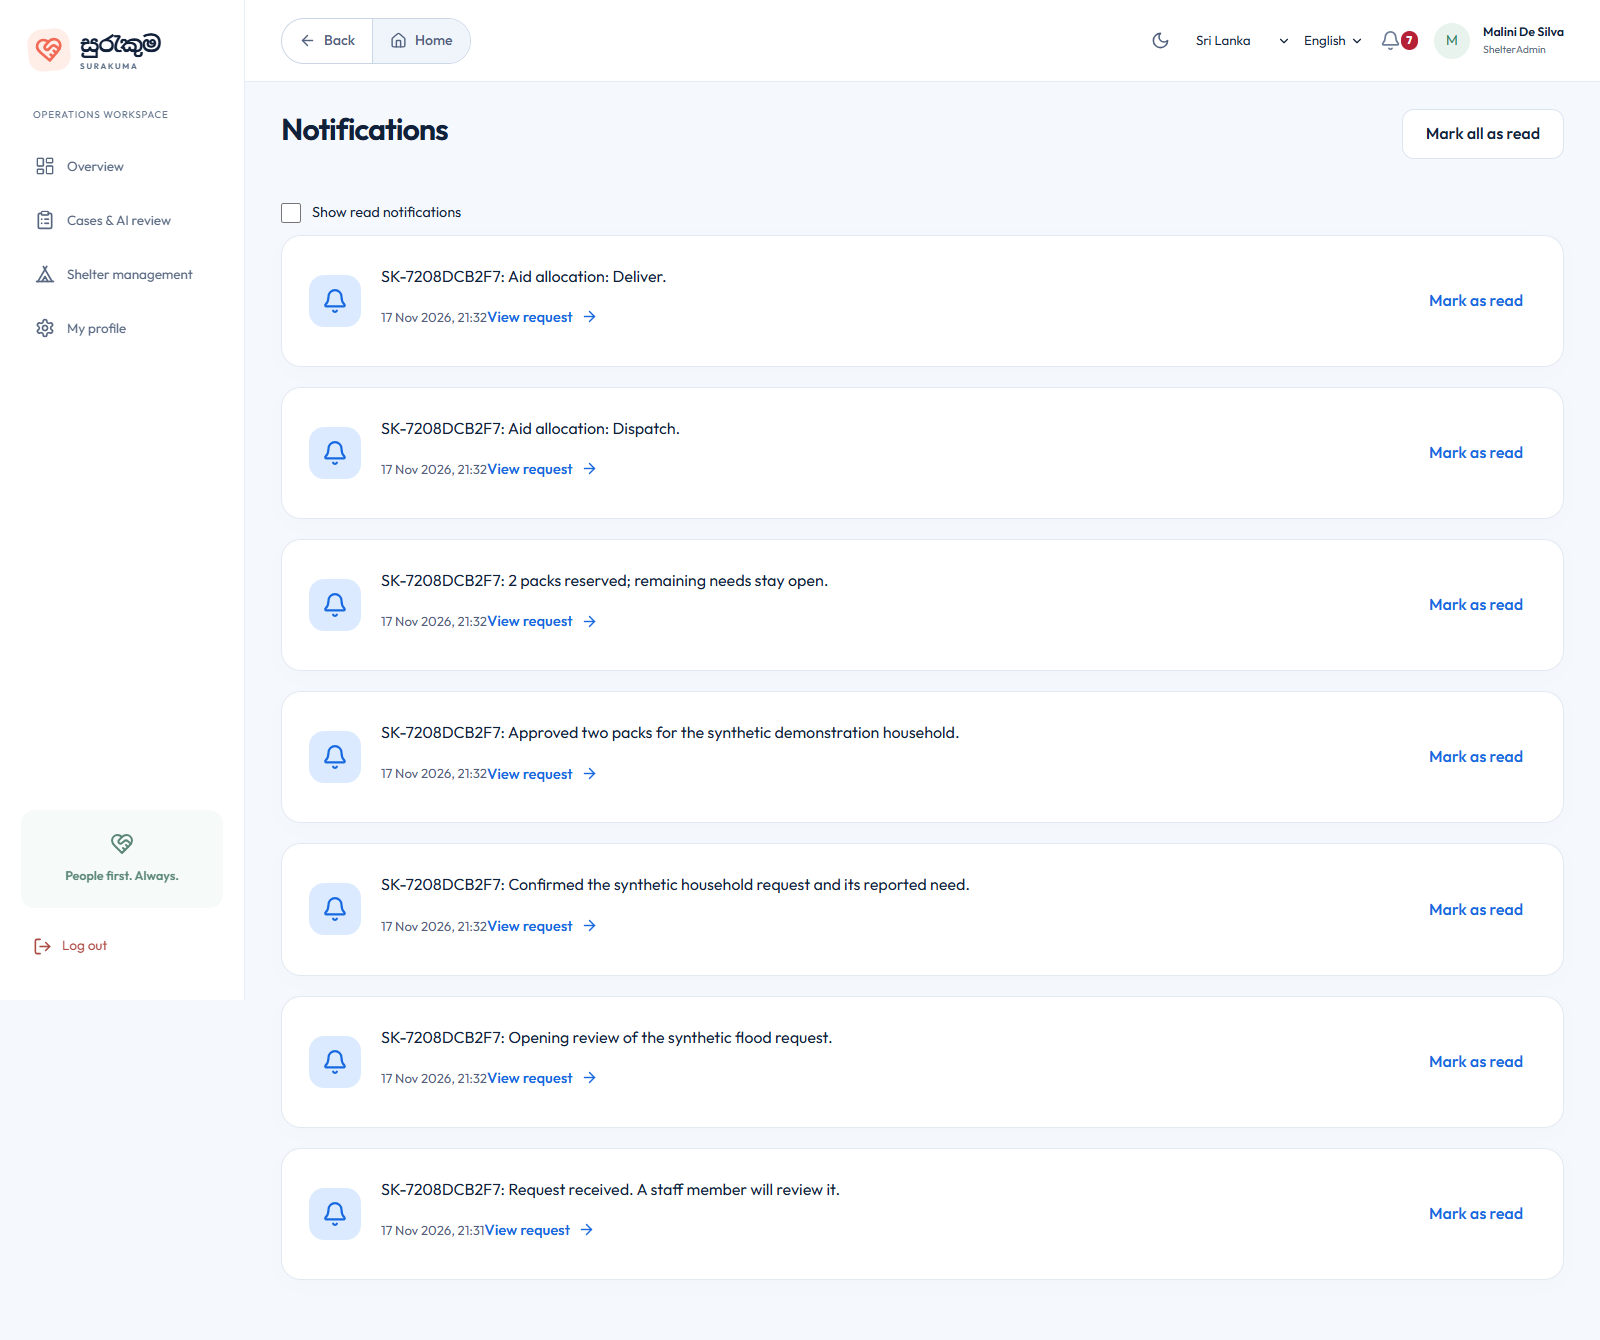 සුරැකුම
SURAKUMA
OPERATIONS WORKSPACE
Overview
Cases & AI review
Shelter management
My profile
People first. Always.
Log out
Back
Home
Sri Lanka
English
7
M
Malini De Silva
ShelterAdmin
Notifications
Mark all as read
Show read notifications
SK-7208DCB2F7: Aid allocation: Deliver.
17 Nov 2026, 21:32View request
Mark as read
SK-7208DCB2F7: Aid allocation: Dispatch.
17 Nov 2026, 21:32View request
Mark as read
SK-7208DCB2F7: 2 packs reserved; remaining needs stay open.
17 Nov 2026, 21:32View request
Mark as read
SK-7208DCB2F7: Approved two packs for the synthetic demonstration household.
17 Nov 2026, 21:32View request
Mark as read
SK-7208DCB2F7: Confirmed the synthetic household request and its reported need.
17 Nov 2026, 21:32View request
Mark as read
SK-7208DCB2F7: Opening review of the synthetic flood request.
17 Nov 2026, 21:32View request
Mark as read
SK-7208DCB2F7: Request received. A staff member will review it.
17 Nov 2026, 21:31View request
Mark as read